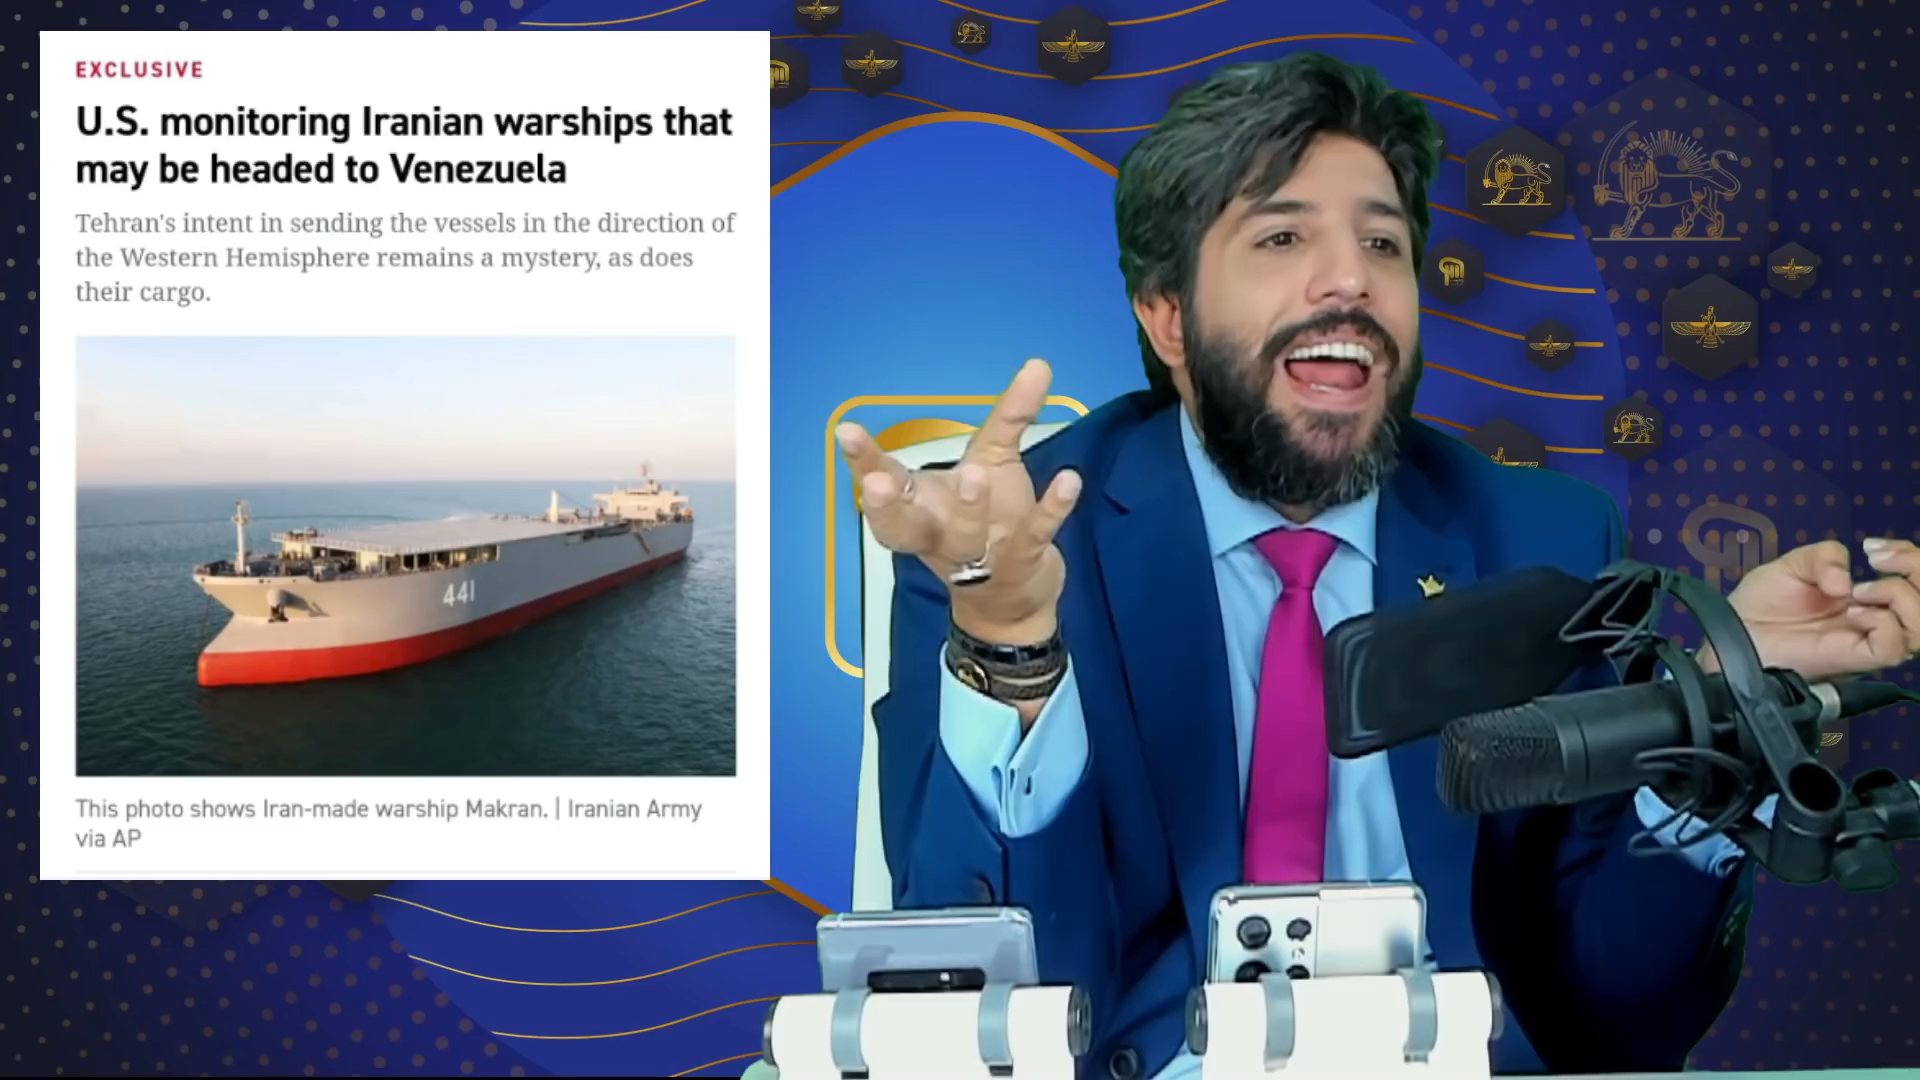 EXCLUSIVE
U.S. monitoring Iranian warships that
may be headed to Venezuela
Tehran's intent in sending the vessels in the direction of
the Western Hemisphere remains a mystery, as does
their cargo.
441
This photo shows Iran-made warship Makran. | Iranian Army
via AP